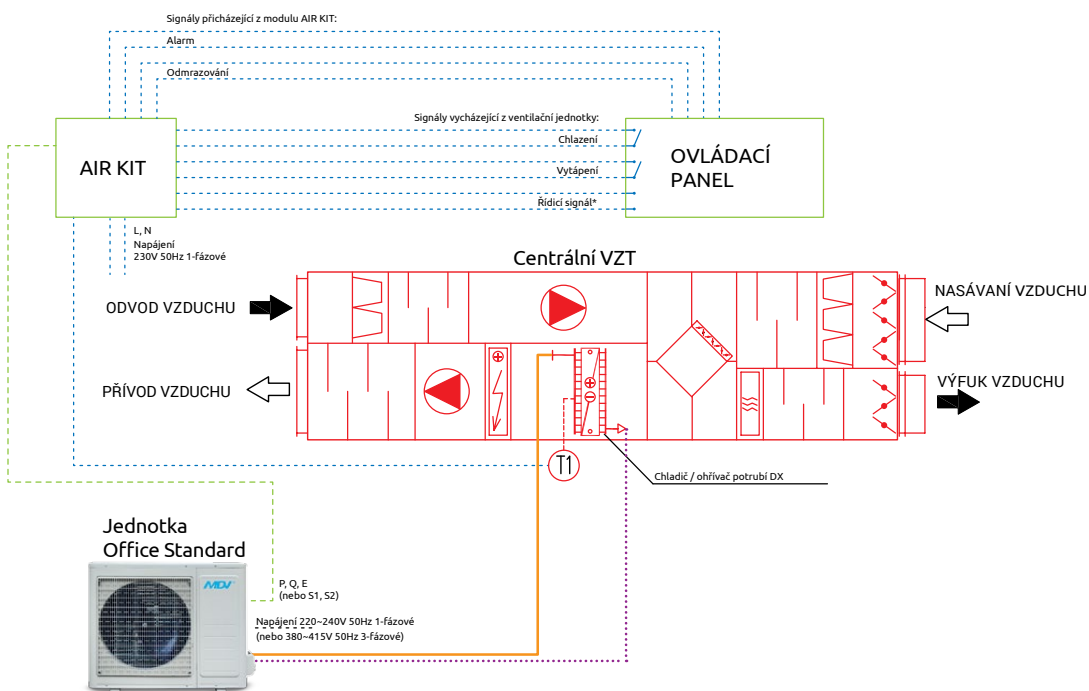 Signály přicházející z modulu AIR KIT:
Alarm
Odmrazování
Signály vycházející z ventilační jednotky:
Chlazení
Vytápení
Řídicí signál*
AIR KIT
OVLÁDACÍ
PANEL
L, N
Napájení
230V 50Hz 1-fázové
Centrální VZT
ODVOD VZDUCHU
NASÁVANÍ VZDUCHU
PŘÍVOD VZDUCHU
VÝFUK VZDUCHU
T1
Chladič / ohřívač potrubí DX
Jednotka
Office Standard
MDV
P, Q, E
(nebo S1, S2)
Napájení 220~240V 50Hz 1-fázové
(nebo 380~415V 50Hz 3-fázové)